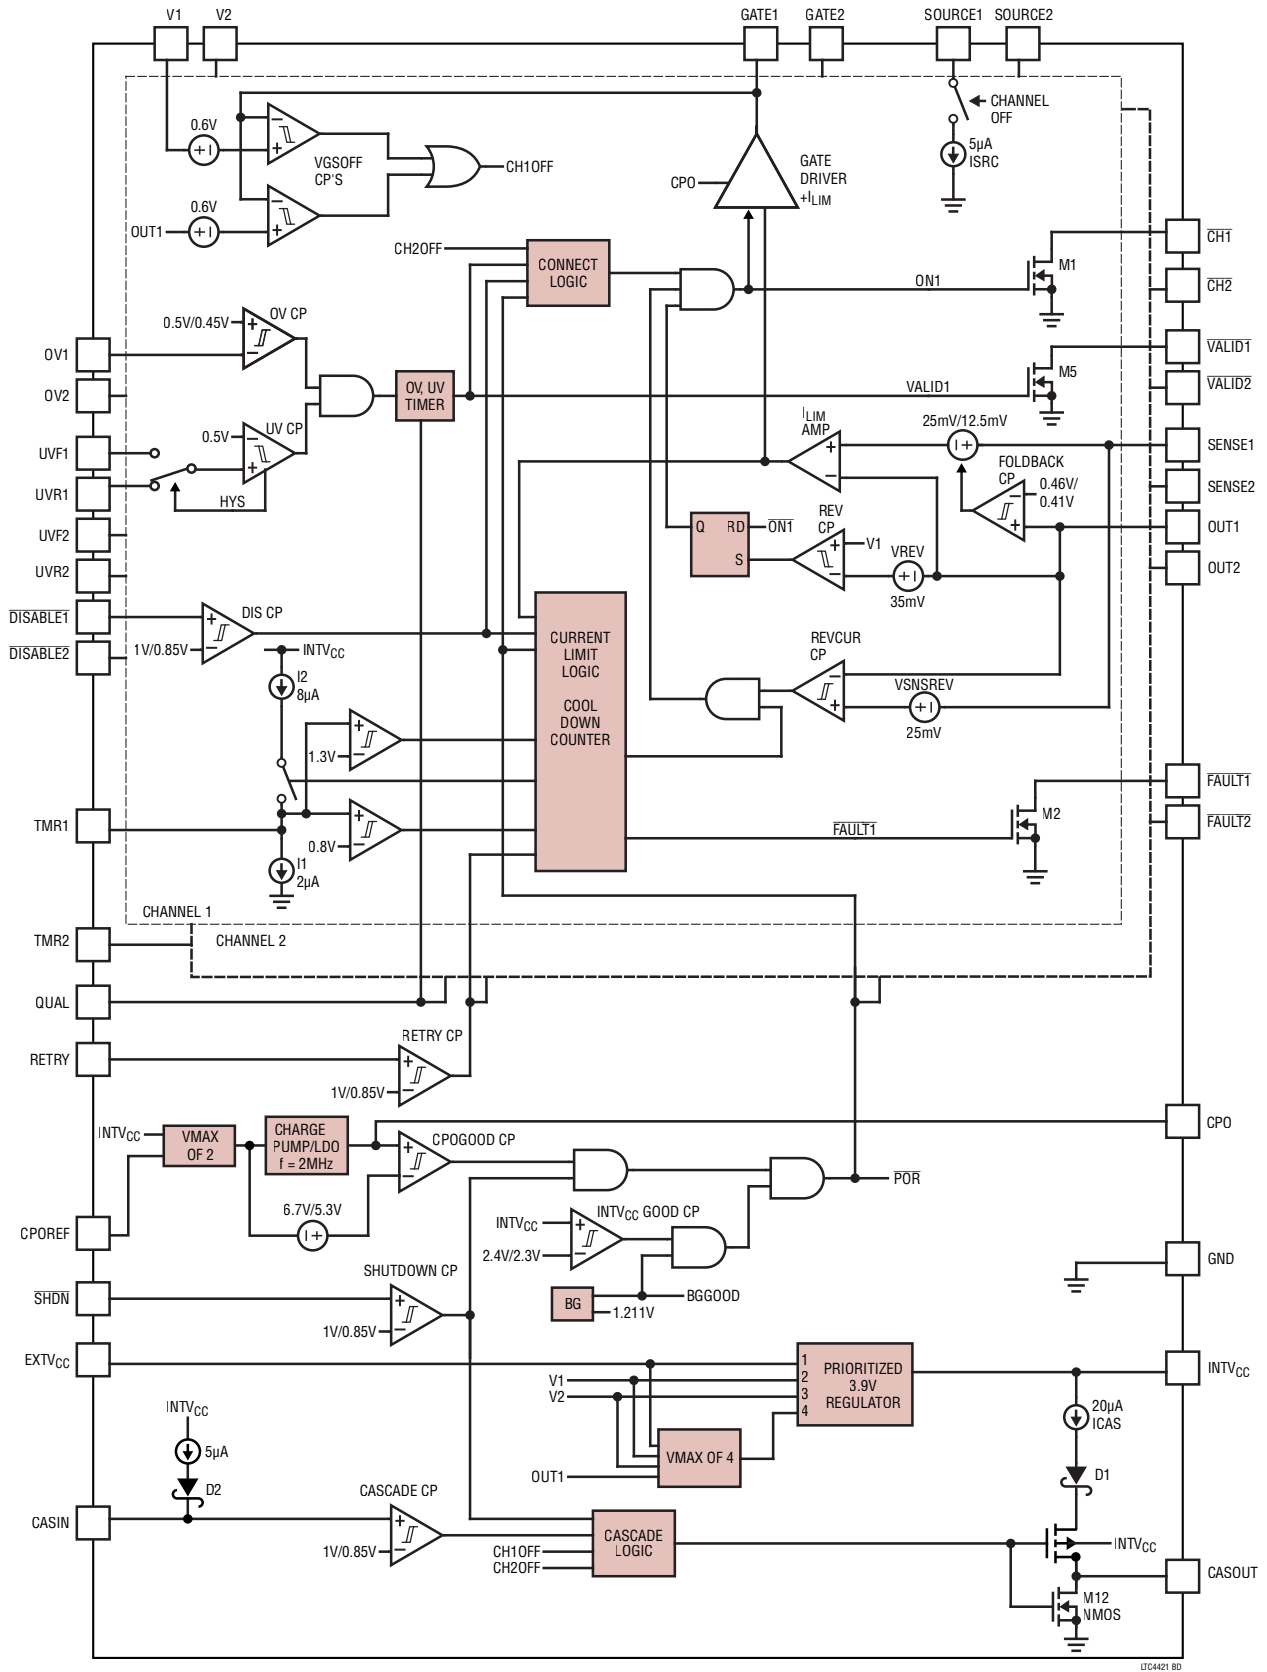 V1
V2
GATE1
GATE2
SOURCE1
SOURCE2
0.6V
VGSOFF
CP'S
CH1OFF
0.6V
OUT1
CPO
GATE
DRIVER
+ILIM
CHANNEL
OFF
5µA
ISRC
CH2OFF
CONNECT
LOGIC
ON1
M1
CH1
CH2
0.5V/0.45V
OV CP
OV1
OV2
OV, UV
TIMER
VALID1
M5
VALID1
VALID2
0.5V
UV CP
UVF1
UVR1
HYS
UVF2
UVR2
ILIM
AMP
25mV/12.5mV
FOLDBACK
CP
0.46V/
0.41V
SENSE1
SENSE2
OUT1
OUT2
Q
RD
S
ON1
REV
CP
V1
VREV
35mV
DISABLE1
DISABLE2
DIS CP
1V/0.85V
INTVCC
I2
8µA
1.3V
0.8V
TMR1
I1
2µA
CURRENT
LIMIT
LOGIC
COOL
DOWN
COUNTER
REVCUR
CP
VSNSREV
25mV
FAULT1
M2
FAULT1
FAULT2
CHANNEL 1
CHANNEL 2
TMR2
QUAL
RETRY
RETRY CP
1V/0.85V
INTVCC
VMAX
OF 2
CHARGE
PUMP/LDO
f = 2MHz
CPOGOOD CP
6.7V/5.3V
CPOREF
CPO
POR
INTVCC
INTVCC GOOD CP
2.4V/2.3V
BG
BGGOOD
1.211V
GND
SHDN
SHUTDOWN CP
1V/0.85V
EXTVCC
V1
V2
1
2
3
4
PRIORITIZED
3.9V
REGULATOR
INTVCC
VMAX OF 4
OUT1
20µA
ICAS
D1
INTVCC
5µA
D2
CASIN
CASCADE CP
1V/0.85V
CH1OFF
CH2OFF
CASCADE
LOGIC
INTVCC
CASOUT
M12
NMOS
LTC4421 BD